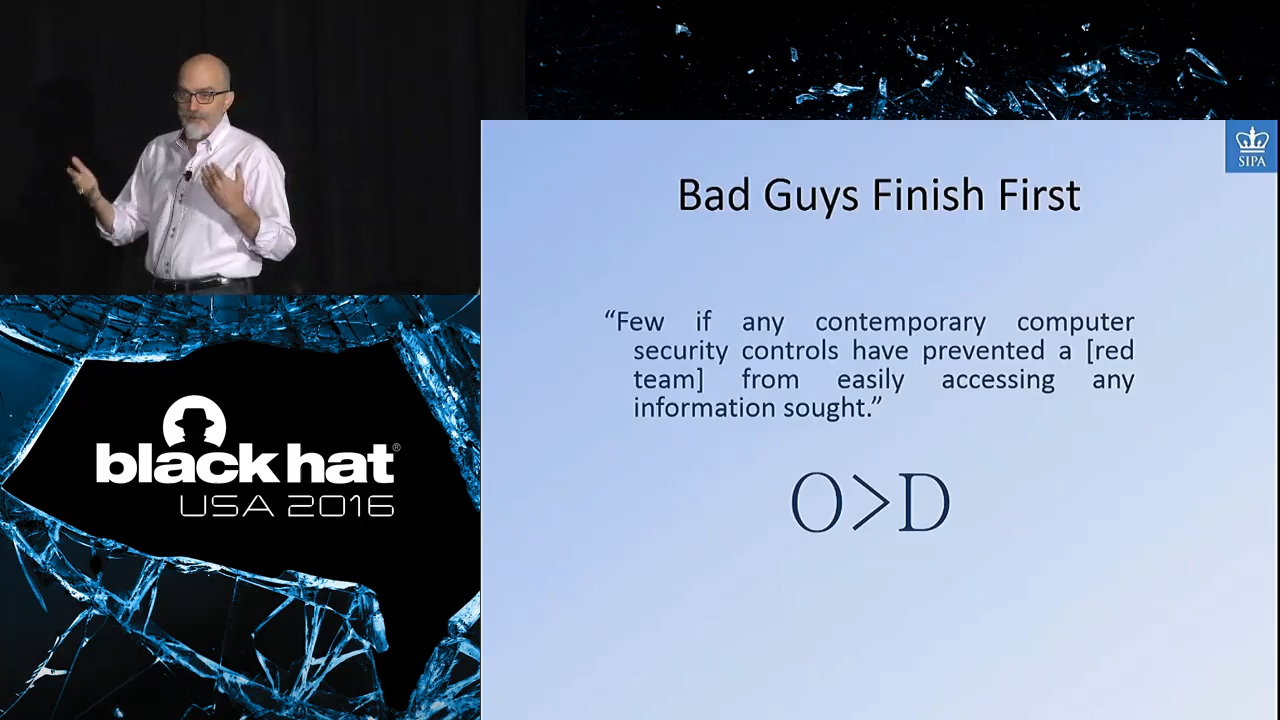 SIPA
Bad Guys Finish First
“Few if any contemporary computer
security controls have prevented a [red
team] from easily accessing any
information sought.”
O>D
black hat®
USA 2016